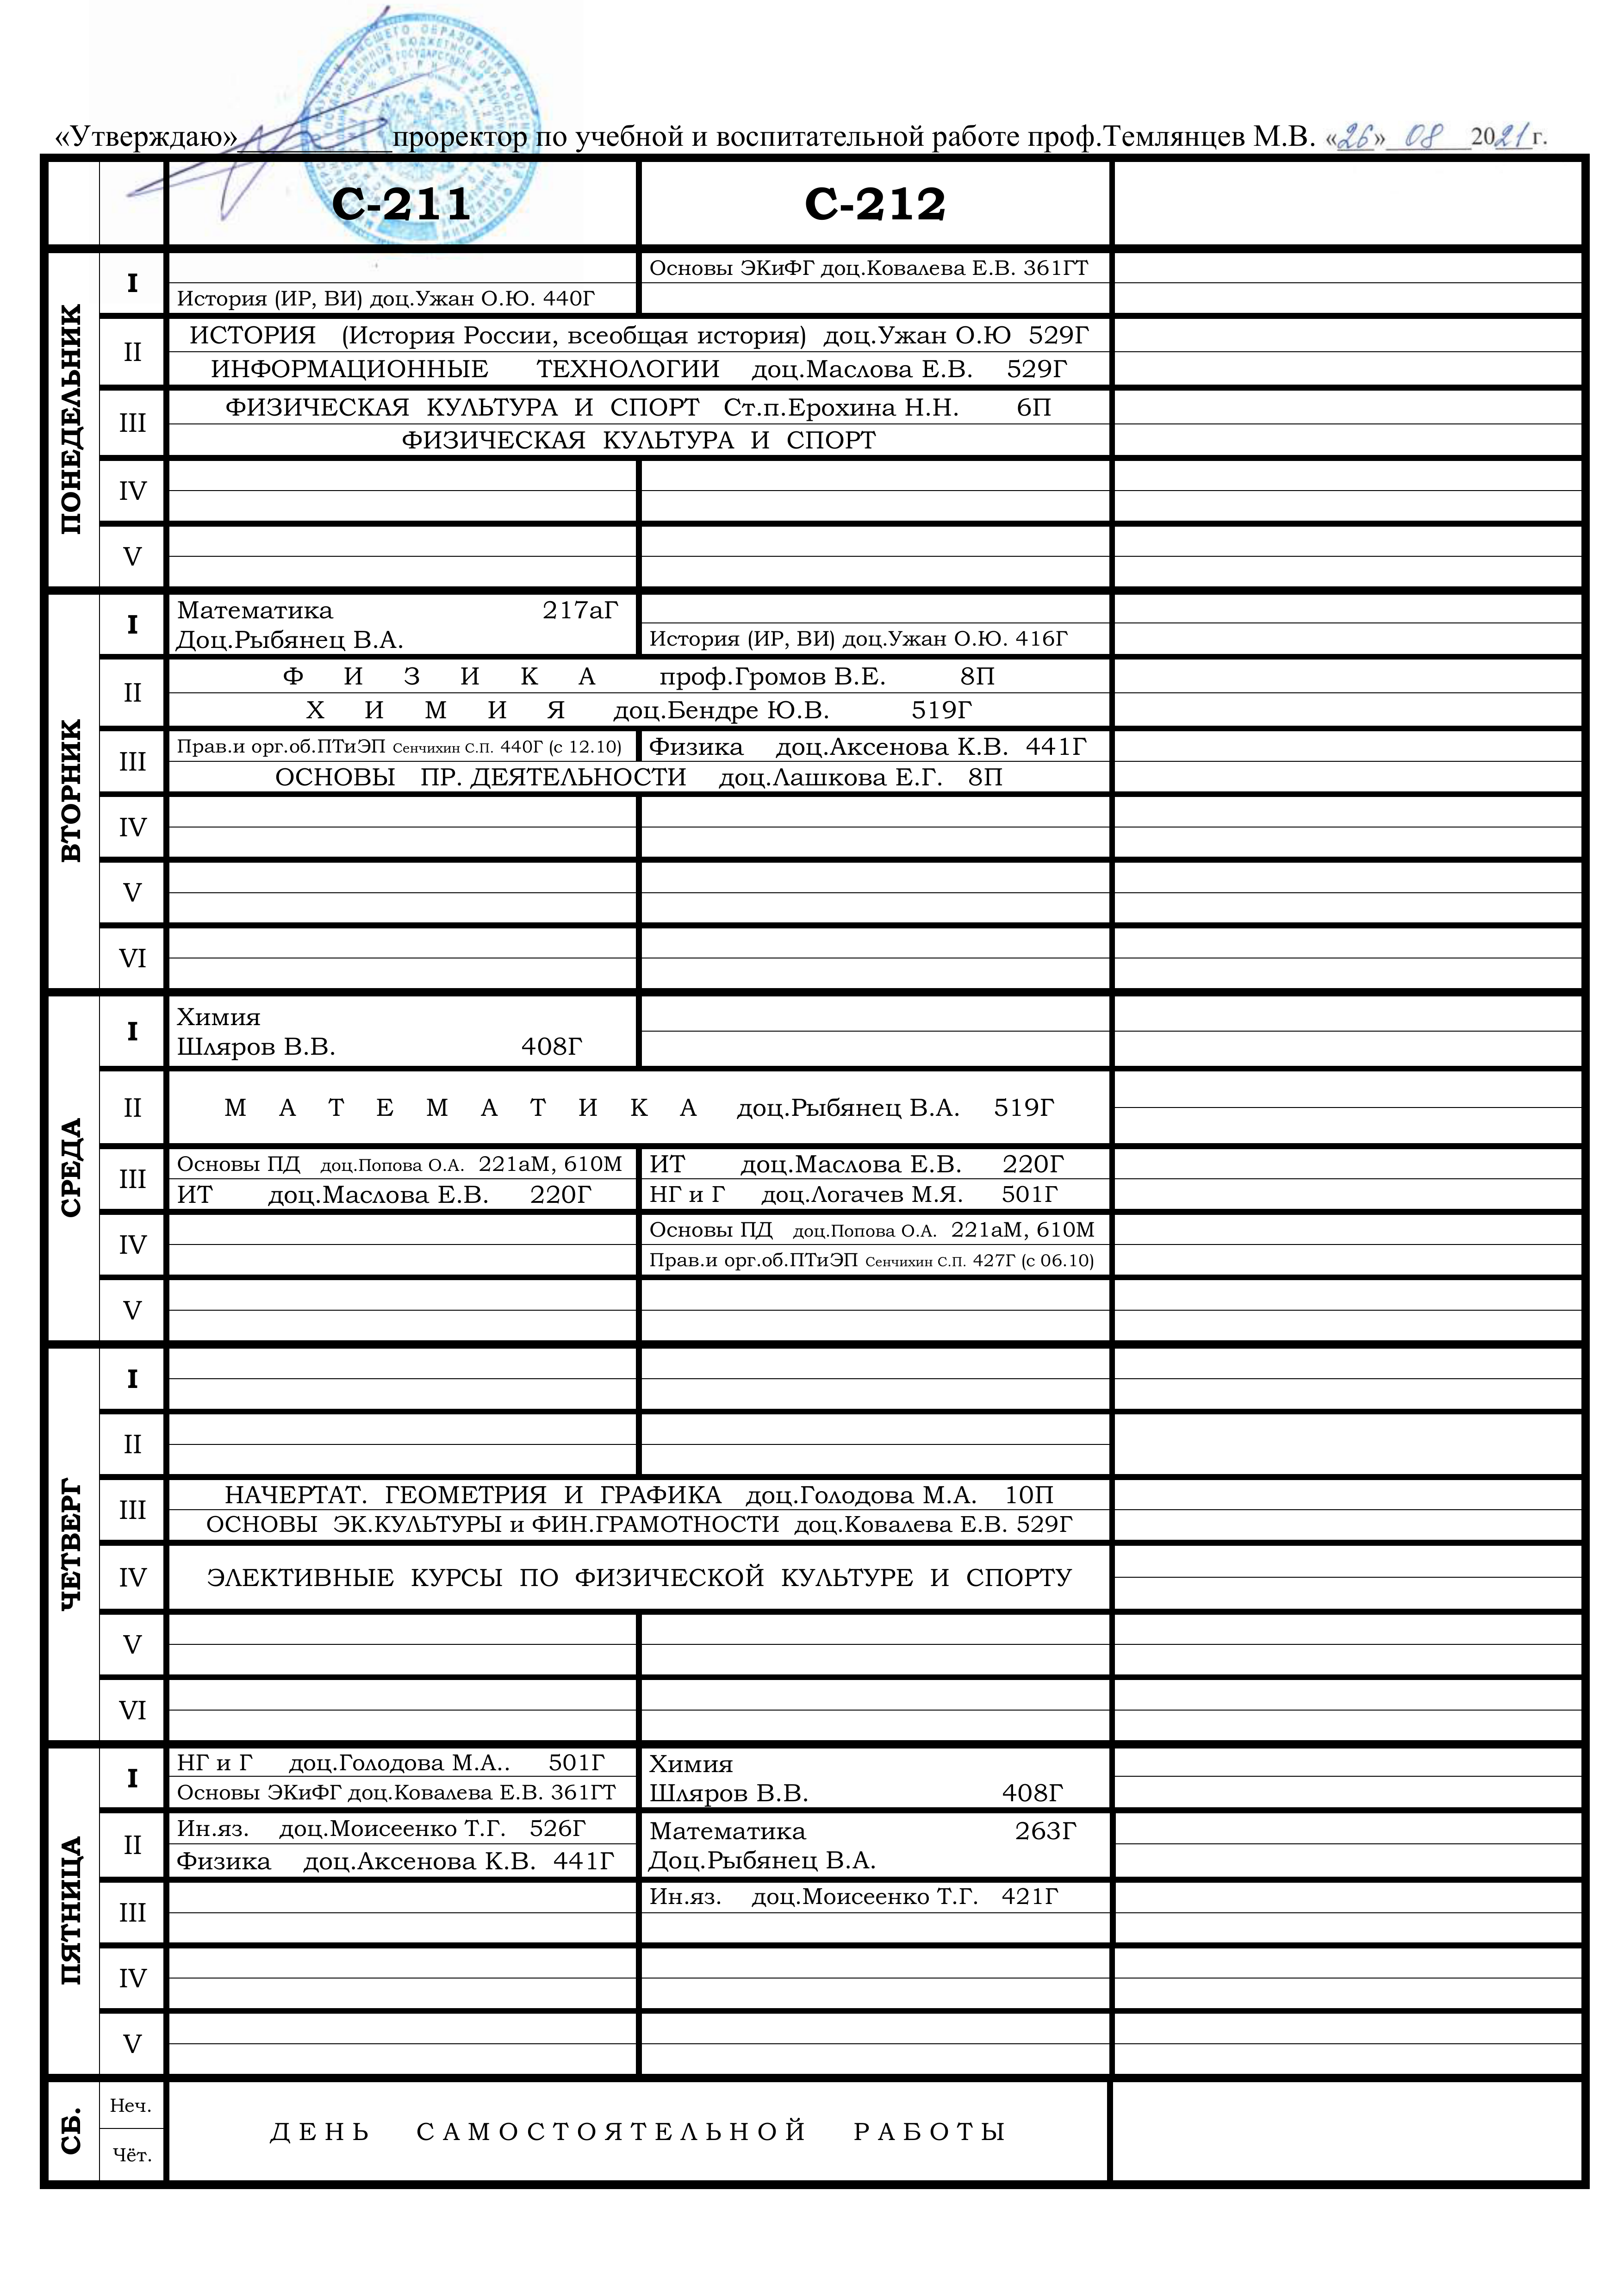 «Утверждаю»__________проректор по учебной и воспитательной работе проф.Темлянцев М.В. «26» 08 2021 г.
С-211 С-212
ПОНЕДЕЛЬНИК
I
Основы ЭКиФГ доц.Ковалева Е.В. 361ГТ
История (ИР, ВИ) доц.Ужан О.Ю. 440Г
II
ИСТОРИЯ (История России, всеобщая история) доц.Ужан О.Ю 529Г
ИНФОРМАЦИОННЫЕ ТЕХНОЛОГИИ доц.Маслова Е.В. 529Г
III
ФИЗИЧЕСКАЯ КУЛЬТУРА И СПОРТ Ст.п.Ерохина Н.Н. 6П
ФИЗИЧЕСКАЯ КУЛЬТУРА И СПОРТ
IV
V
ВТОРНИК
I
Математика 217аГ
Доц.Рыбянец В.А.
История (ИР, ВИ) доц.Ужан О.Ю. 416Г
II
Ф И З И К А проф.Громов В.Е. 8П
Х И М И Я доц.Бендре Ю.В. 519Г
III
Прав.и орг.об.ПТиЭП Сенчихин С.П. 440Г (с 12.10) Физика доц.Аксенова К.В. 441Г
ОСНОВЫ ПР. ДЕЯТЕЛЬНОСТИ доц.Лашкова Е.Г. 8П
IV
V
VI
СРЕДА
I
Химия
Шляров В.В. 408Г
II
М А Т Е М А Т И К А доц.Рыбянец В.А. 519Г
III
Основы ПД доц.Попова О.А. 221аМ, 610М ИТ доц.Маслова Е.В. 220Г
ИТ доц.Маслова Е.В. 220Г НГ и Г доц.Логачев М.Я. 501Г
IV
Основы ПД доц.Попова О.А. 221аМ, 610М
Прав.и орг.об.ПТиЭП Сенчихин С.П. 427Г (с 06.10)
V
ЧЕТВЕРГ
I
II
III
НАЧЕРТАТ. ГЕОМЕТРИЯ И ГРАФИКА доц.Голодова М.А. 10П
ОСНОВЫ ЭК.КУЛЬТУРЫ и ФИН.ГРАМОТНОСТИ доц.Ковалева Е.В. 529Г
IV
ЭЛЕКТИВНЫЕ КУРСЫ ПО ФИЗИЧЕСКОЙ КУЛЬТУРЕ И СПОРТУ
V
VI
ПЯТНИЦА
I
НГ и Г доц.Голодова М.А.. 501Г
Основы ЭКиФГ доц.Ковалева Е.В. 361ГТ
Химия
Шляров В.В. 408Г
II
Ин.яз. доц.Моисеенко Т.Г. 526Г
Физика доц.Аксенова К.В. 441Г
Математика 263Г
Доц.Рыбянец В.А.
III
Ин.яз. доц.Моисеенко Т.Г. 421Г
IV
V
СБ.
Неч.
Чёт.
Д Е Н Ь С А М О С Т О Я Т Е Л Ь Н О Й Р А Б О Т Ы